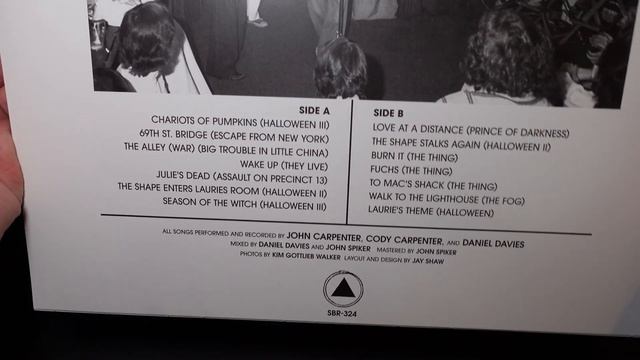 SIDE A
CHARIOTS OF PUMPKINS (HALLOWEEN III)
69TH ST. BRIDGE (ESCAPE FROM NEW YORK)
THE ALLEY (WAR) (BIG TROUBLE IN LITTLE CHINA)
WAKE UP (THEY LIVE)
JULIE'S DEAD (ASSAULT ON PRECINCT 13)
THE SHAPE ENTERS LAURIES ROOM (HALLOWEEN II)
SEASON OF THE WITCH (HALLOWEEN III)
SIDE B
LOVE AT A DISTANCE (PRINCE OF DARKNESS)
THE SHAPE STALKS AGAIN (HALLOWEEN II)
BURN IT (THE THING)
FUCHS (THE THING)
TO MAC'S SHACK (THE THING)
WALK TO THE LIGHTHOUSE (THE FOG)
LAURIE'S THEME (HALLOWEEN)
ALL SONGS PERFORMED AND RECORDED BY JOHN CARPENTER, CODY CARPENTER, AND DANIEL DAVIES
MIXED BY DANIEL DAVIES AND JOHN SPIKER MASTERED BY JOHN SPIKER
PHOTOS BY KIM GOTTLIEB WALKER LAYOUT AND DESIGN BY JAY SHAW
SBR-324